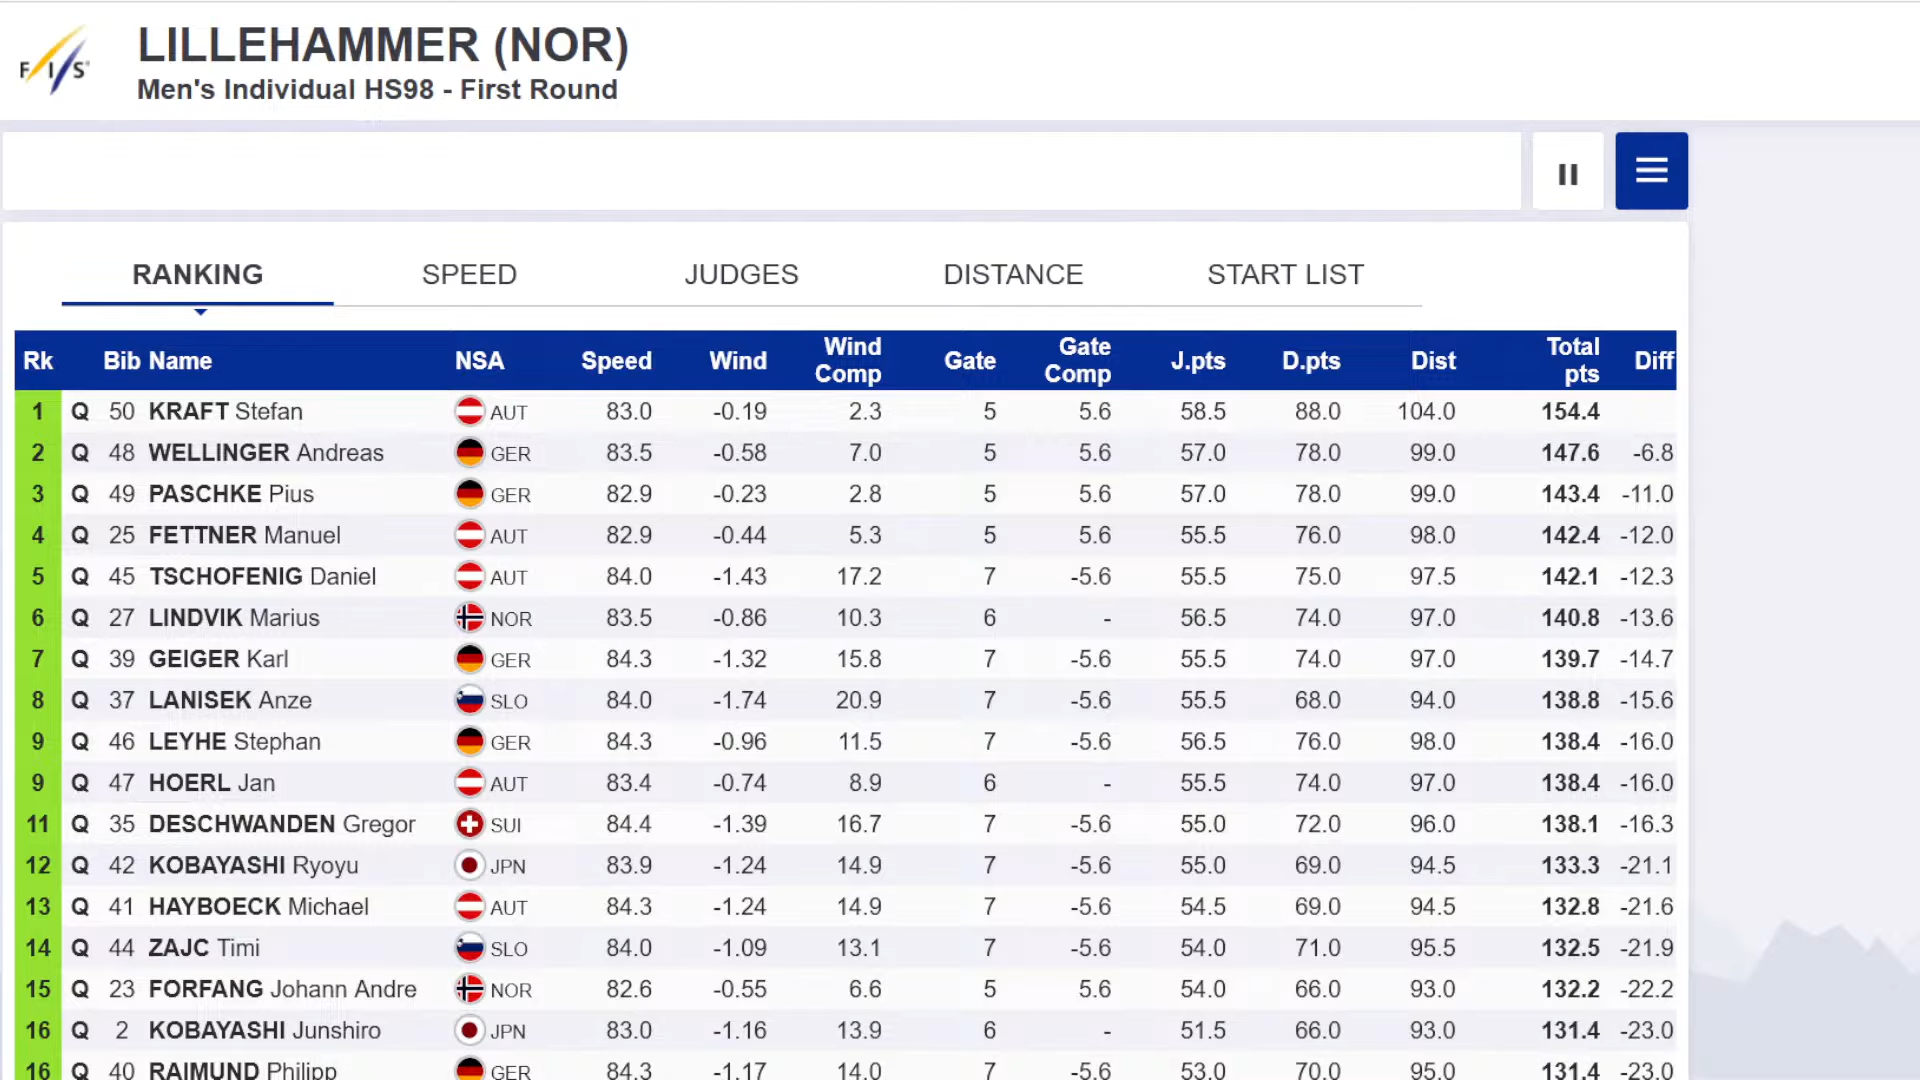 FIS
LILLEHAMMER (NOR)
Men's Individual HS98 - First Round
RANKING SPEED JUDGES DISTANCE START LIST
Rk Bib Name NSA Speed Wind Wind Comp Gate Gate Comp J.pts D.pts Dist Total pts Diff
1 Q 50 KRAFT Stefan AUT 83.0 -0.19 2.3 5 5.6 58.5 88.0 104.0 154.4
2 Q 48 WELLINGER Andreas GER 83.5 -0.58 7.0 5 5.6 57.0 78.0 99.0 147.6 -6.8
3 Q 49 PASCHKE Pius GER 82.9 -0.23 2.8 5 5.6 57.0 78.0 99.0 143.4 -11.0
4 Q 25 FETTNER Manuel AUT 82.9 -0.44 5.3 5 5.6 55.5 76.0 98.0 142.4 -12.0
5 Q 45 TSCHOFENIG Daniel AUT 84.0 -1.43 17.2 7 -5.6 55.5 75.0 97.5 142.1 -12.3
6 Q 27 LINDVIK Marius NOR 83.5 -0.86 10.3 6 - 56.5 74.0 97.0 140.8 -13.6
7 Q 39 GEIGER Karl GER 84.3 -1.32 15.8 7 -5.6 55.5 74.0 97.0 139.7 -14.7
8 Q 37 LANISEK Anze SLO 84.0 -1.74 20.9 7 -5.6 55.5 68.0 94.0 138.8 -15.6
9 Q 46 LEYHE Stephan GER 84.3 -0.96 11.5 7 -5.6 56.5 76.0 98.0 138.4 -16.0
9 Q 47 HOERL Jan AUT 83.4 -0.74 8.9 6 - 55.5 74.0 97.0 138.4 -16.0
11 Q 35 DESCHWANDEN Gregor SUI 84.4 -1.39 16.7 7 -5.6 55.0 72.0 96.0 138.1 -16.3
12 Q 42 KOBAYASHI Ryoyu JPN 83.9 -1.24 14.9 7 -5.6 55.0 69.0 94.5 133.3 -21.1
13 Q 41 HAYBOECK Michael AUT 84.3 -1.24 14.9 7 -5.6 54.5 69.0 94.5 132.8 -21.6
14 Q 44 ZAJC Timi SLO 84.0 -1.09 13.1 7 -5.6 54.0 71.0 95.5 132.5 -21.9
15 Q 23 FORFANG Johann Andre NOR 82.6 -0.55 6.6 5 5.6 54.0 66.0 93.0 132.2 -22.2
16 Q 2 KOBAYASHI Junshiro JPN 83.0 -1.16 13.9 6 - 51.5 66.0 93.0 131.4 -23.0
16 Q 40 RAIMUND Philipp GER 84.3 -1.17 14.0 7 -5.6 53.0 70.0 95.0 131.4 -23.0